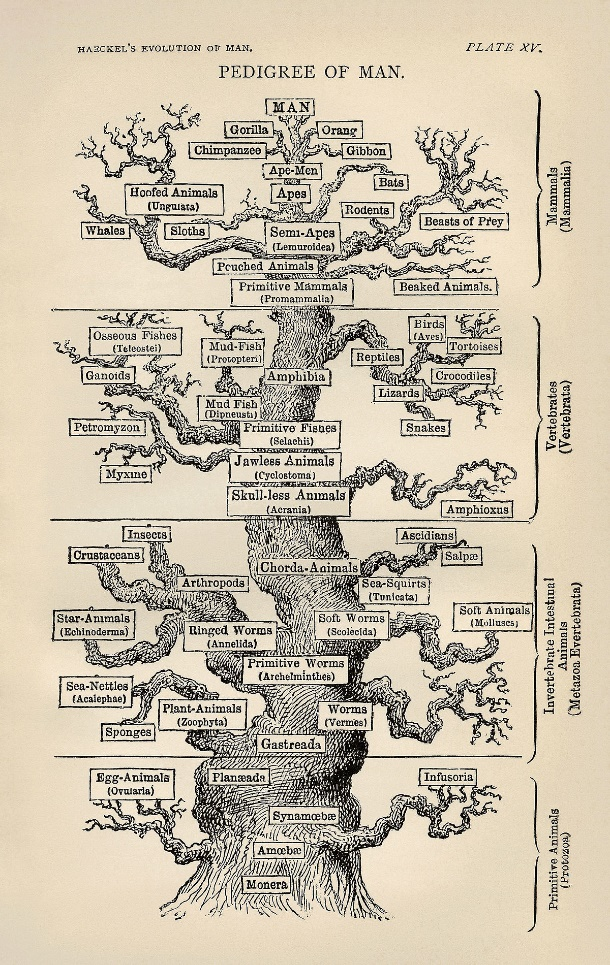 HAECKEL'S EVOLUTION OF MAN.
PLATE XV.
PEDIGREE OF MAN.
MAN
Gorilla
Orang
Chimpanzee
Gibbon
Ape-Men
Bats
Apes
Hoofed Animals
(Ungulata)
Rodents
Beasts of Prey
Whales
Sloths
Semi-Apes
(Lemuroidea)
Pouched Animals
Primitive Mammals
(Promammalia)
Beaked Animals.
Mammals
(Mammalia)
Osseous Fishes
(Teleostei)
Mud-Fish
(Protopteri)
Birds
(Aves)
Tortoises
Reptiles
Ganoids
Amphibia
Crocodiles
Lizards
Mud Fish
(Dipneusti)
Petromyzon
Primitive Fishes
(Selachii)
Snakes
Myxine
Jawless Animals
(Cyclostoma)
Skull-less Animals
(Acrania)
Amphioxus
Vertebrates
(Vertebrata)
Insects
Ascidians
Crustaceans
Salpæ
Chorda-Animals
Arthropods
Sea-Squirts
(Tunicata)
Star-Animals
(Echinoderma)
Ringed Worms
(Annelida)
Soft Worms
(Scolecida)
Soft Animals
(Molluscs)
Primitive Worms
(Archelminthes)
Sea-Nettles
(Acalephae)
Plant-Animals
(Zoophyta)
Worms
(Vermes)
Sponges
Gastreada
Invertebrate Intestinal
Animals
(Metazoa Evertebrata)
Egg-Animals
(Ovularia)
Planæada
Infusoria
Synamœbæ
Amœbæ
Monera
Primitive Animals
(Protozoa)